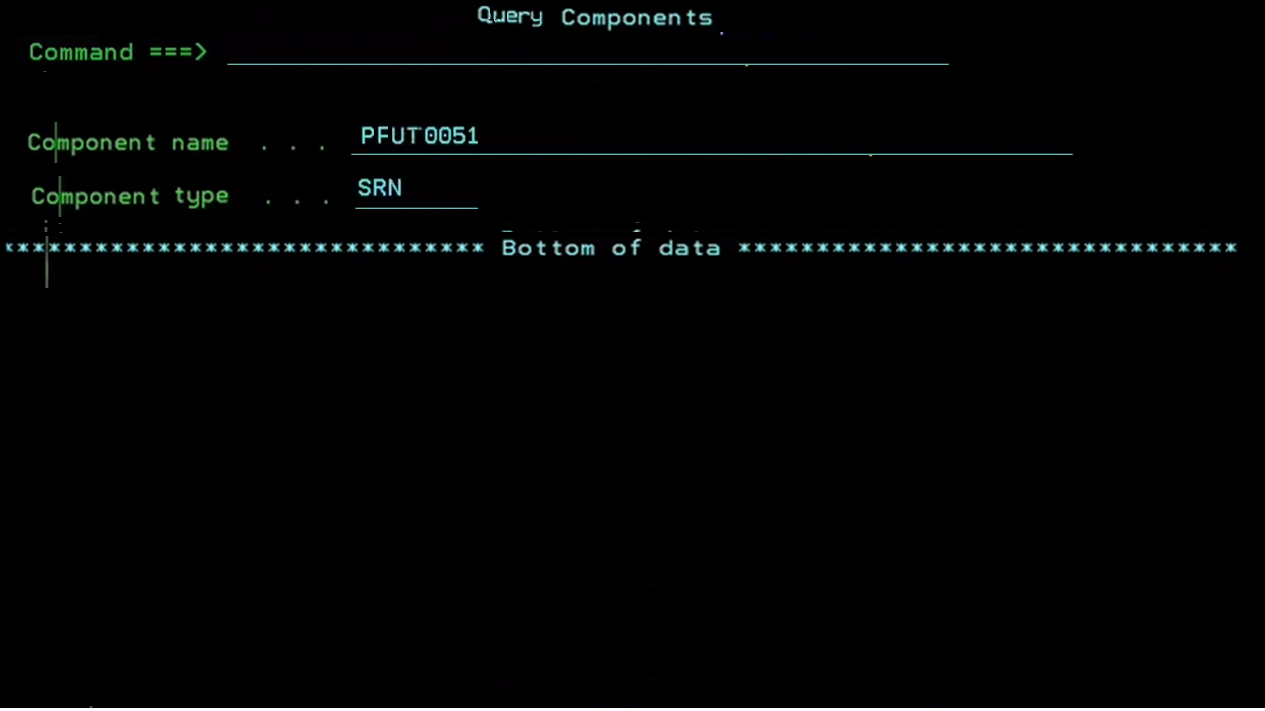 Query Components
Command ===>
Component name . . . PFUT0051
Component type . . . SRN
******************************* Bottom of data ********************************